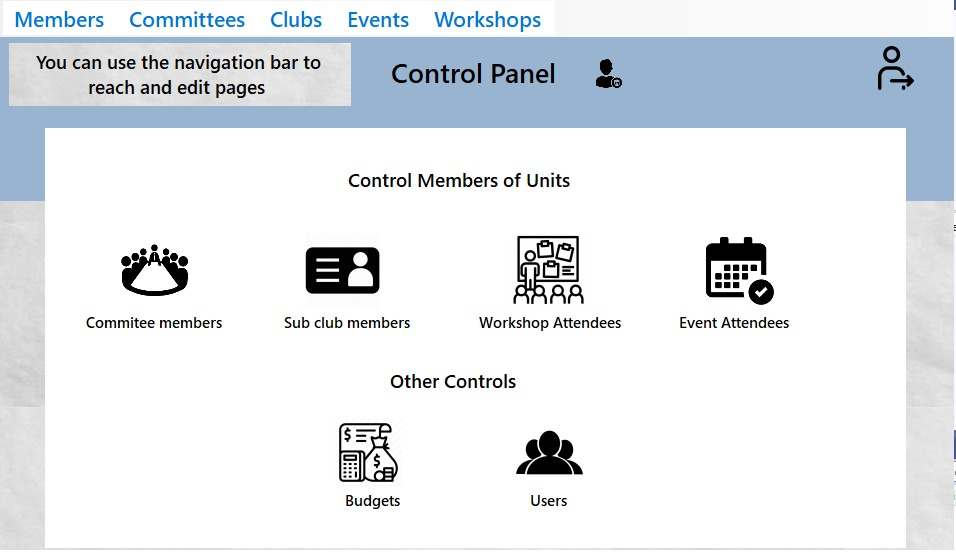 Members Committees Clubs Events Workshops
You can use the navigation bar to
reach and edit pages
Control Panel
Control Members of Units
Commitee members Sub club members Workshop Attendees Event Attendees
Other Controls
Budgets Users